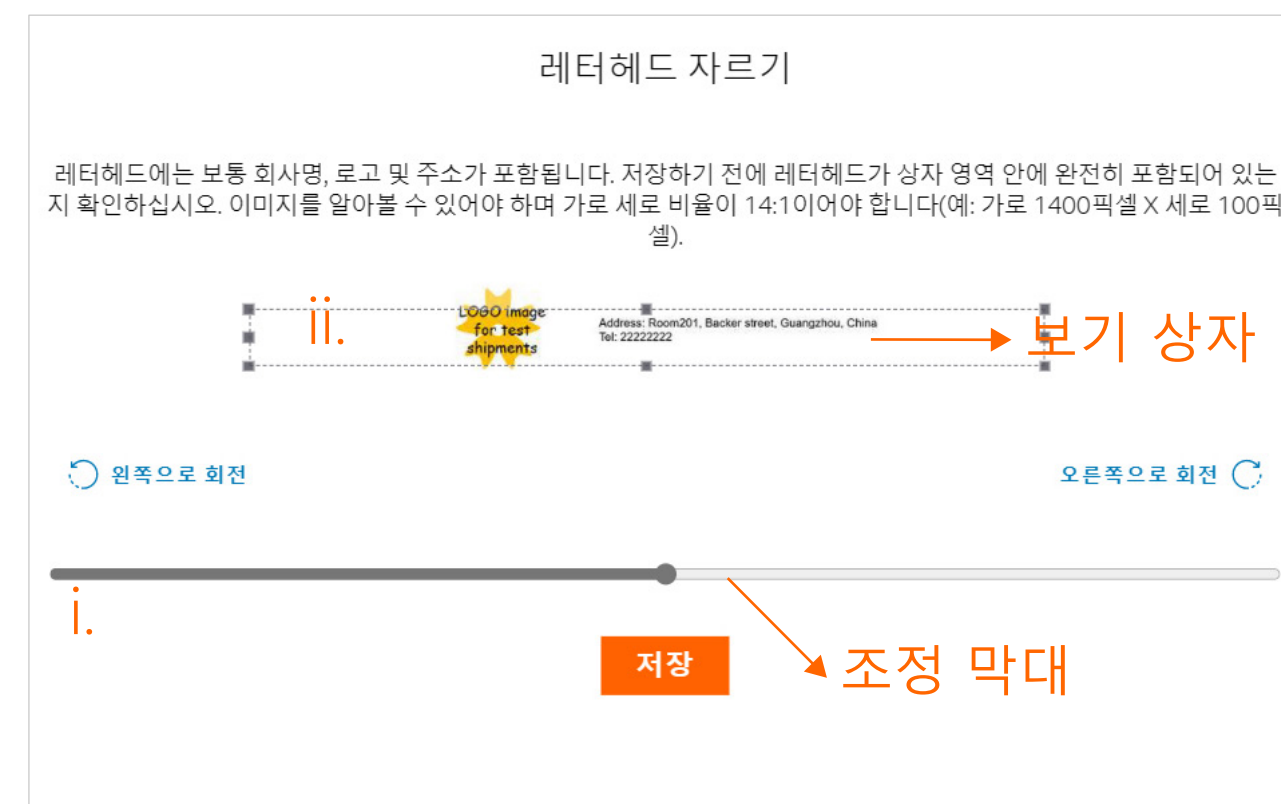 레터헤드 자르기
레터헤드에는 보통 회사명, 로고 및 주소가 포함됩니다. 저장하기 전에 레터헤드가 상자 영역 안에 완전히 포함되어 있는
지 확인하십시오. 이미지를 알아볼 수 있어야 하며 가로 세로 비율이 14:1이어야 합니다(예: 가로 1400픽셀 X 세로 100픽
셀).
ii.
LOGO image
for test
shipments
Address: Room201, Backer street, Guangzhou, China
Tel: 22222222
보기 상자
왼쪽으로 회전
오른쪽으로 회전
i.
저장
조정 막대